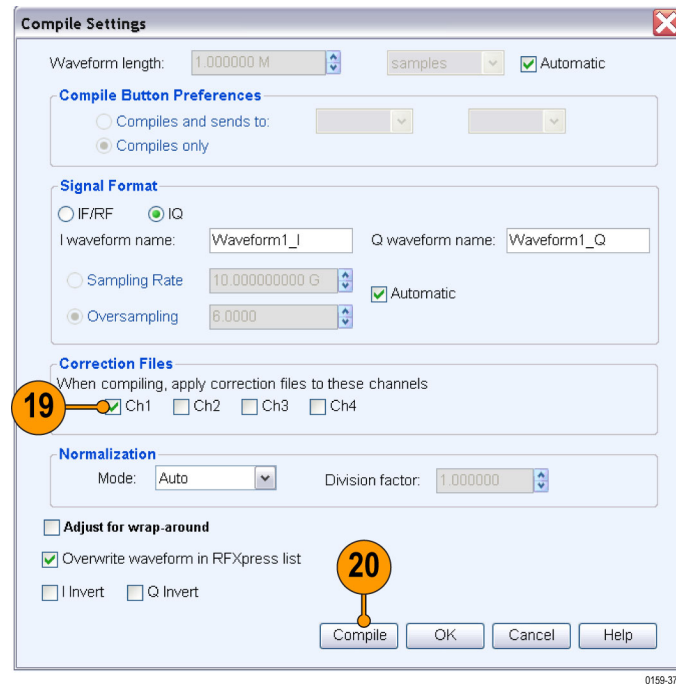 Compile Settings
Waveform length: 1.000000 M samples Automatic
Compile Button Preferences
Compiles and sends to:
Compiles only
Signal Format
IF/RF IQ
I waveform name: Waveform1_I Q waveform name: Waveform1_Q
Sampling Rate 10.000000000 G
Automatic
Oversampling 6.0000
Correction Files
When compiling, apply correction files to these channels
19 Ch1 Ch2 Ch3 Ch4
Normalization
Mode: Auto Division factor: 1.000000
Adjust for wrap-around
Overwrite waveform in RFXpress list
20
I Invert Q Invert
Compile OK Cancel Help
0159-37